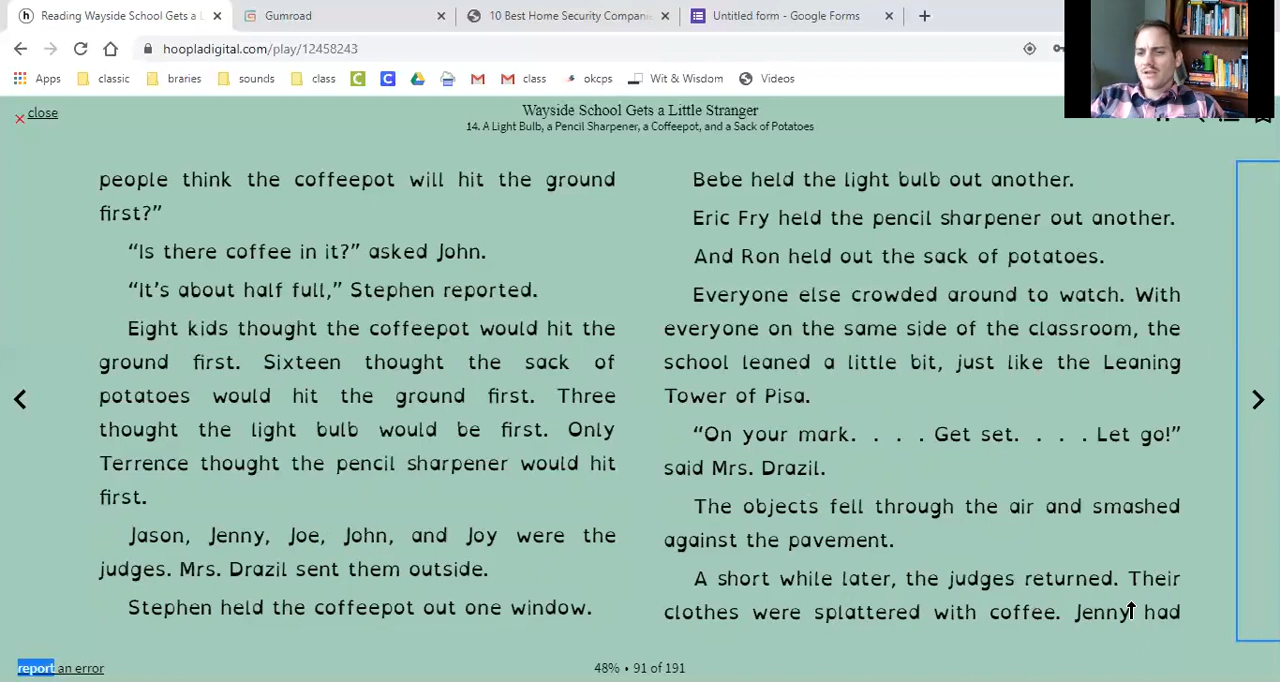 Reading Wayside School Gets a L
Gumroad
10 Best Home Security Compani
Untitled form - Google Forms
hoopladigital.com/play/12458243
Apps
classic
braries
sounds
class
class
okcps
Wit & Wisdom
Videos
close
Wayside School Gets a Little Stranger
14. A Light Bulb, a Pencil Sharpener, a Coffeepot, and a Sack of Potatoes
people think the coffeepot will hit the ground
first?”
“Is there coffee in it?” asked John.
“It’s about half full,” Stephen reported.
Eight kids thought the coffeepot would hit the
ground first. Sixteen thought the sack of
potatoes would hit the ground first. Three
thought the light bulb would be first. Only
Terrence thought the pencil sharpener would hit
first.
Jason, Jenny, Joe, John, and Joy were the
judges. Mrs. Drazil sent them outside.
Stephen held the coffeepot out one window.
Bebe held the light bulb out another.
Eric Fry held the pencil sharpener out another.
And Ron held out the sack of potatoes.
Everyone else crowded around to watch. With
everyone on the same side of the classroom, the
school leaned a little bit, just like the Leaning
Tower of Pisa.
“On your mark. . . . Get set. . . . Let go!”
said Mrs. Drazil.
The objects fell through the air and smashed
against the pavement.
A short while later, the judges returned. Their
clothes were splattered with coffee. Jenny had
report an error
48% • 91 of 191